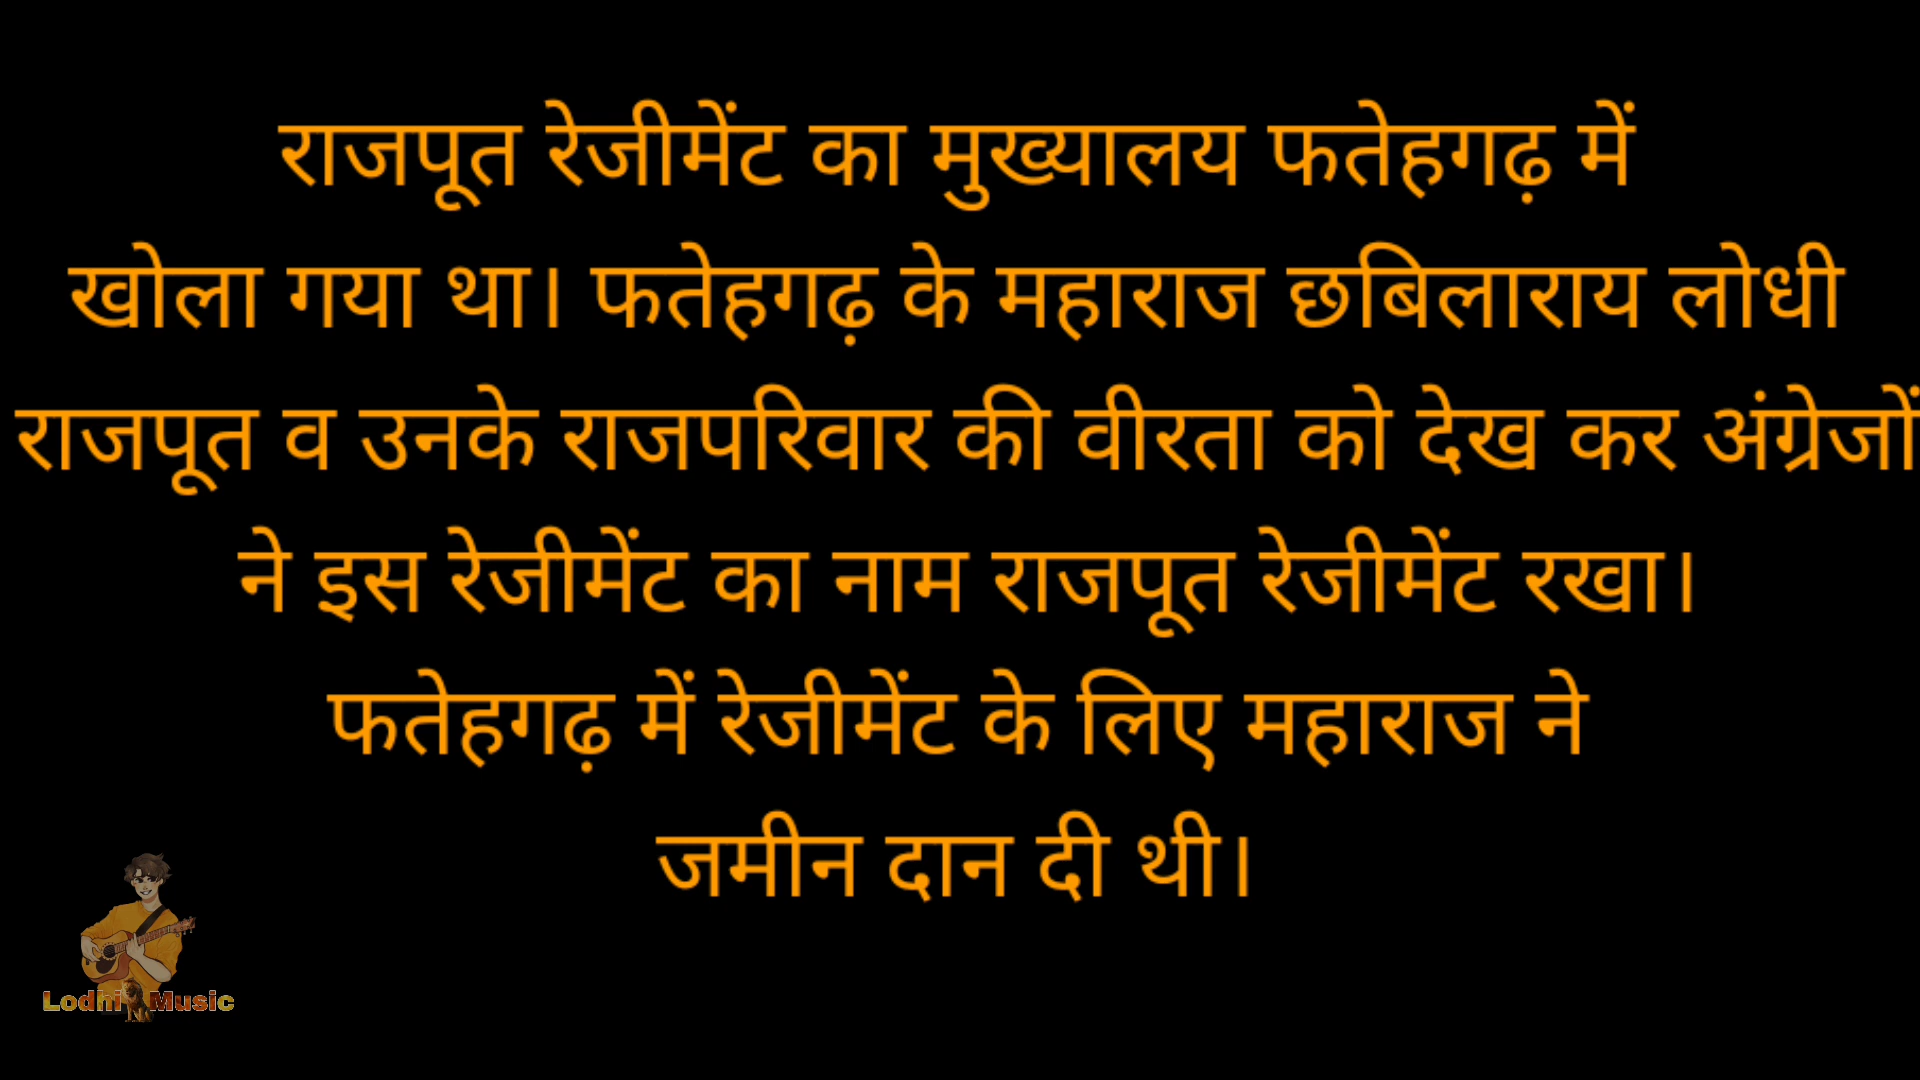 राजपूत रेजीमेंट का मुख्यालय फतेहगढ़ में
खोला गया था। फतेहगढ़ के महाराज छबिलाराय लोधी
राजपूत व उनके राजपरिवार की वीरता को देख कर अंग्रेजों
ने इस रेजीमेंट का नाम राजपूत रेजीमेंट रखा।
फतेहगढ़ में रेजीमेंट के लिए महाराज ने
जमीन दान दी थी।
Lodhi Music